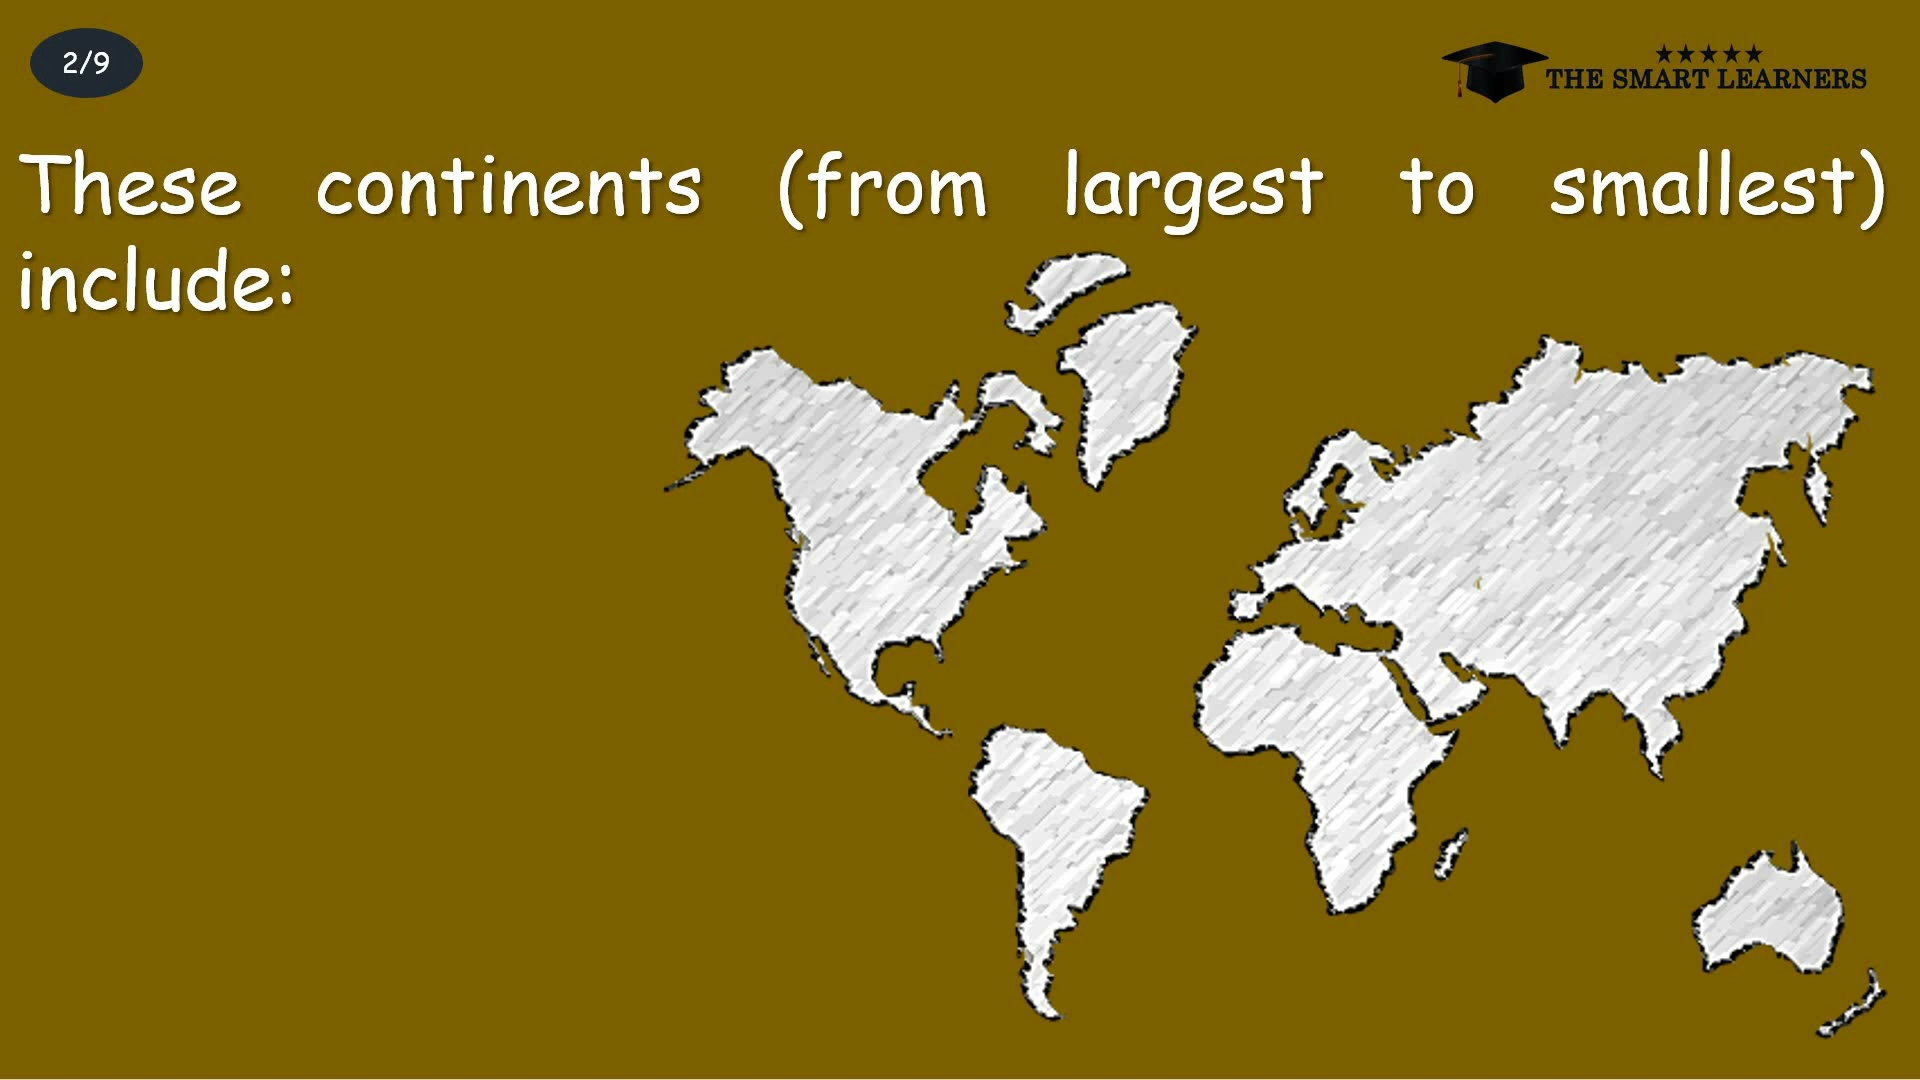 2/9
★★★★★
THE SMART LEARNERS
These continents (from largest to smallest)
include: